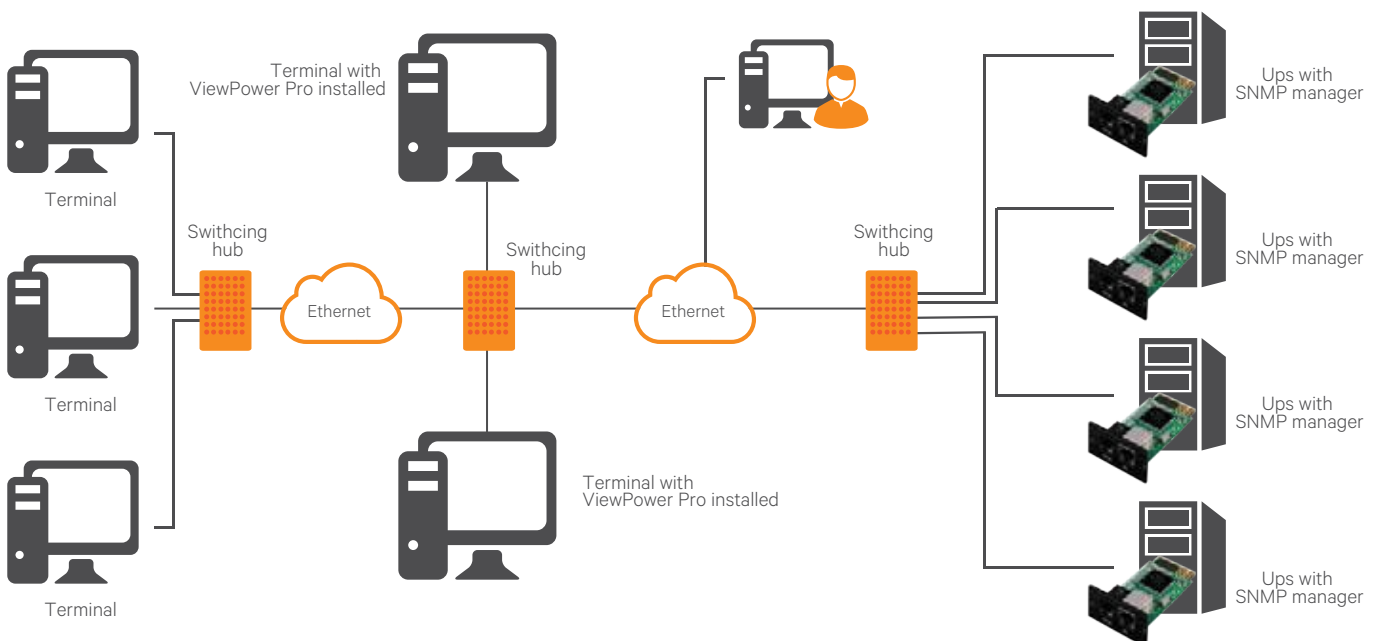 Terminal with
ViewPower Pro installed
Ups with
SNMP manager
Terminal
Swithcing
hub
Swithcing
hub
Swithcing
hub
Ups with
SNMP manager
Ethernet
Ethernet
Terminal
Ups with
SNMP manager
Terminal with
ViewPower Pro installed
Terminal
Ups with
SNMP manager